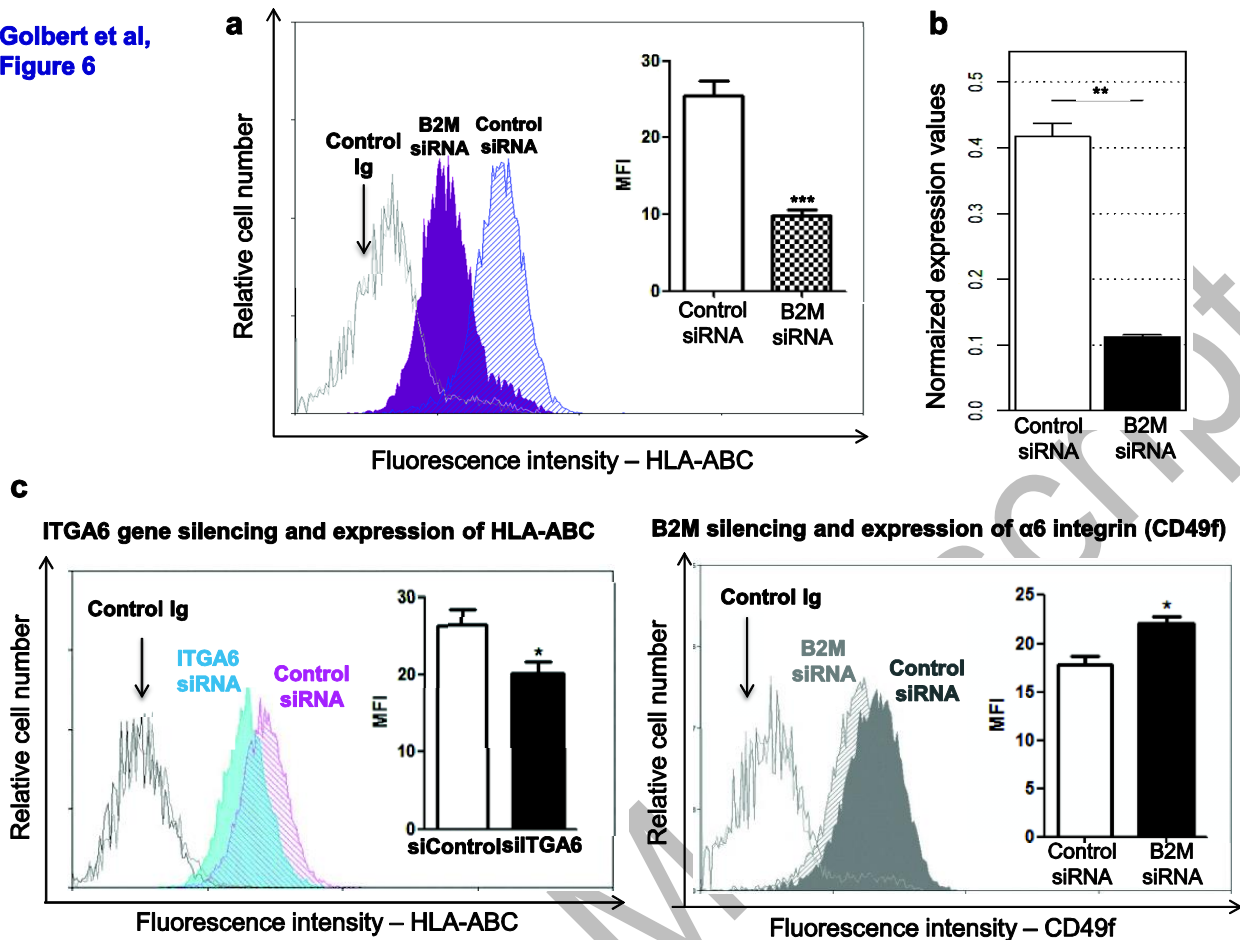 Golbert et al,
Figure 6
a
Relative cell number
Control
Ig
B2M
siRNA
Control
siRNA
MFI
30
20
10
0
***
Control
siRNA
B2M
siRNA
Fluorescence intensity – HLA-ABC
b
Normaized expression values
0.5
0.4
0.3
0.2
0.1
0.0
**
Control
siRNA
B2M
siRNA
c
ITGA6 gene silencing and expression of HLA-ABC
Relative cell number
Control Ig
ITGA6
siRNA
Control
siRNA
MFI
30
20
10
0
*
siControl
siITGA6
Fluorescence intensity – HLA-ABC
B2M silencing and expression of α6 integrin (CD49f)
Relative cell number
Control Ig
B2M
siRNA
Control
siRNA
MFI
25
20
15
10
5
0
*
Control
siRNA
B2M
siRNA
Fluorescence intensity – CD49f